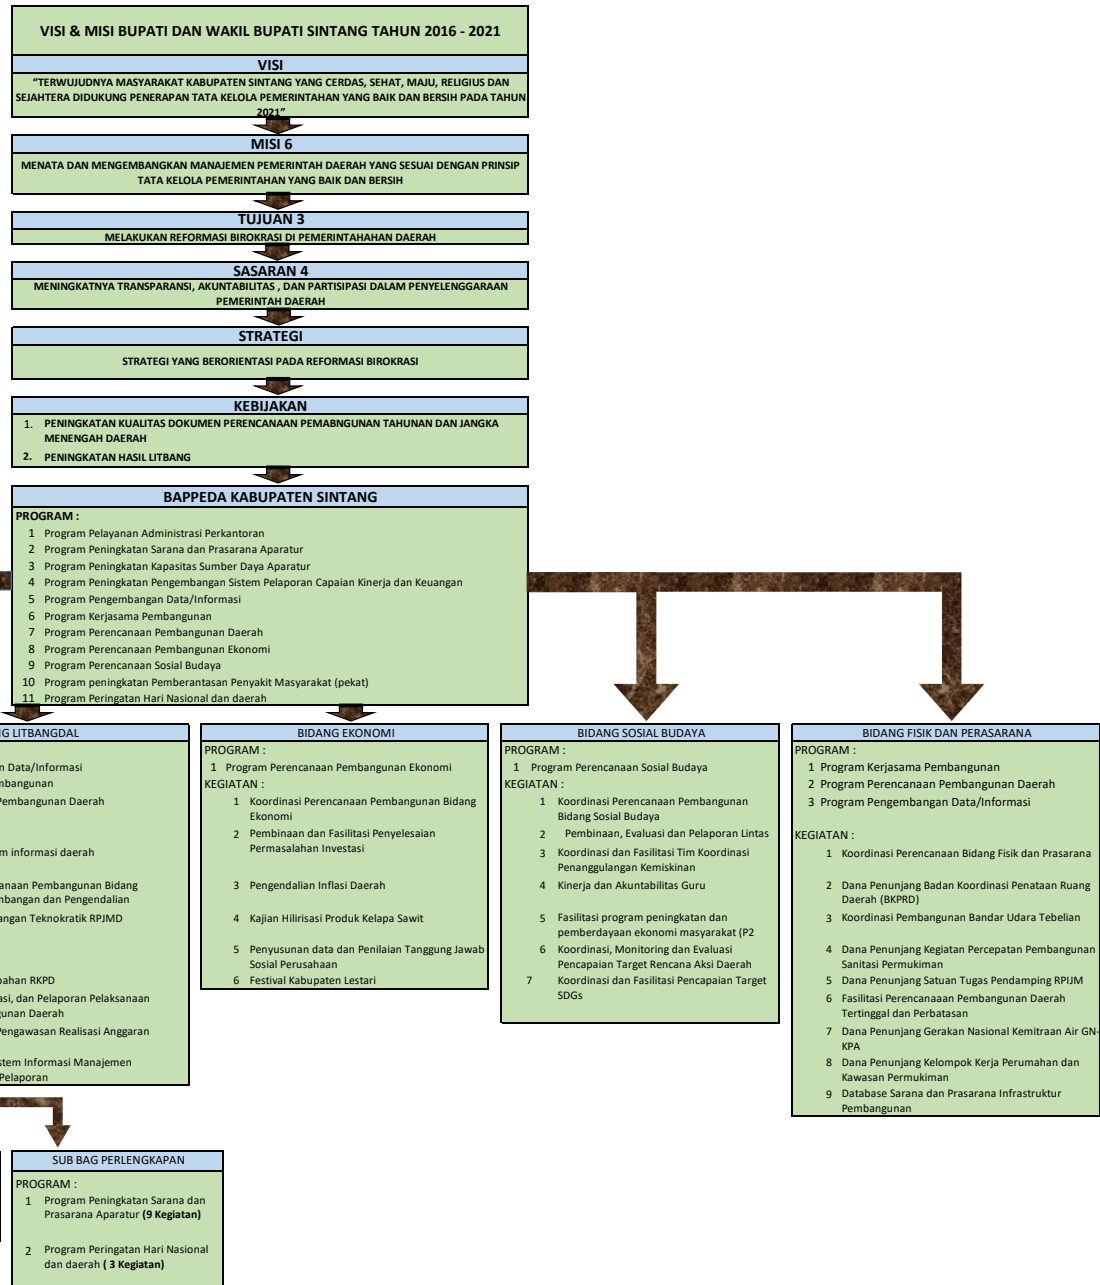 VISI & MISI BUPATI DAN WAKIL BUPATI SINTANG TAHUN 2016 - 2021
VISI
“TERWUJUDNYA MASYARAKAT KABUPATEN SINTANG YANG CERDAS, SEHAT, MAJU, RELIGIUS DAN
SEJAHTERA DIDUKUNG PENERAPAN TATA KELOLA PEMERINTAHAN YANG BAIK DAN BERSIH PADA TAHUN
2021”
MISI 6
MENATA DAN MENGEMBANGKAN MANAJEMEN PEMERINTAH DAERAH YANG SESUAI DENGAN PRINSIP
TATA KELOLA PEMERINTAHAN YANG BAIK DAN BERSIH
TUJUAN 3
MELAKUKAN REFORMASI BIROKRASI DI PEMERINTAHAHAN DAERAH
SASARAN 4
MENINGKATNYA TRANSPARANSI, AKUNTABILITAS , DAN PARTISIPASI DALAM PENYELENGGARAAN
PEMERINTAH DAERAH
STRATEGI
STRATEGI YANG BERORIENTASI PADA REFORMASI BIROKRASI
KEBIJAKAN
1. PENINGKATAN KUALITAS DOKUMEN PERENCANAAN PEMABNGUNAN TAHUNAN DAN JANGKA
MENENGAH DAERAH
2. PENINGKATAN HASIL LITBANG
BAPPEDA KABUPATEN SINTANG
PROGRAM :
1 Program Pelayanan Administrasi Perkantoran
2 Program Peningkatan Sarana dan Prasarana Aparatur
3 Program Peningkatan Kapasitas Sumber Daya Aparatur
4 Program Peningkatan Pengembangan Sistem Pelaporan Capaian Kinerja dan Keuangan
5 Program Pengembangan Data/Informasi
6 Program Kerjasama Pembangunan
7 Program Perencanaan Pembangunan Daerah
8 Program Perencanaan Pembangunan Ekonomi
9 Program Perencanaan Sosial Budaya
10 Program peningkatan Pemberantasan Penyakit Masyarakat (pekat)
11 Program Peringatan Hari Nasional dan daerah
G LITBANGDAL
n Data/Informasi
mbangunan
Pembangunan Daerah
m informasi daerah
anaan Pembangunan Bidang
mbangan dan Pengendalian
angan Teknokratik RPJMD
bahan RKPD
asi, dan Pelaporan Pelaksanaan
gunan Daerah
Pengawasan Realisasi Anggaran
stem Informasi Manajemen
Pelaporan
BIDANG EKONOMI
PROGRAM :
1 Program Perencanaan Pembangunan Ekonomi
KEGIATAN :
1 Koordinasi Perencanaan Pembangunan Bidang
Ekonomi
2 Pembinaan dan Fasilitasi Penyelesaian
Permasalahan Investasi
3 Pengendalian Inflasi Daerah
4 Kajian Hilirisasi Produk Kelapa Sawit
5 Penyusunan data dan Penilaian Tanggung Jawab
Sosial Perusahaan
6 Festival Kabupaten Lestari
BIDANG SOSIAL BUDAYA
PROGRAM :
1 Program Perencanaan Sosial Budaya
KEGIATAN :
1 Koordinasi Perencanaan Pembangunan
Bidang Sosial Budaya
2 Pembinaan, Evaluasi dan Pelaporan Lintas
3 Koordinasi dan Fasilitasi Tim Koordinasi
Penanggulangan Kemiskinan
4 Kinerja dan Akuntabilitas Guru
5 Fasilitasi program peningkatan dan
pemberdayaan ekonomi masyarakat (P2
6 Koordinasi, Monitoring dan Evaluasi
Pencapaian Target Rencana Aksi Daerah
7 Koordinasi dan Fasilitasi Pencapaian Target
SDGs
BIDANG FISIK DAN PERASARANA
PROGRAM :
1 Program Kerjasama Pembangunan
2 Program Perencanaan Pembangunan Daerah
3 Program Pengembangan Data/Informasi
KEGIATAN :
1 Koordinasi Perencanaan Bidang Fisik dan Prasarana
2 Dana Penunjang Badan Koordinasi Penataan Ruang
Daerah (BKPRD)
3 Koordinasi Pembangunan Bandar Udara Tebelian
4 Dana Penunjang Kegiatan Percepatan Pembangunan
Sanitasi Permukiman
5 Dana Penunjang Satuan Tugas Pendamping RPIJM
6 Fasilitasi Perencanaaan Pembangunan Daerah
Tertinggal dan Perbatasan
7 Dana Penunjang Gerakan Nasional Kemitraan Air GN-
KPA
8 Dana Penunjang Kelompok Kerja Perumahan dan
Kawasan Permukiman
9 Database Sarana dan Prasarana Infrastruktur
Pembangunan
SUB BAG PERLENGKAPAN
PROGRAM :
1 Program Peningkatan Sarana dan
Prasarana Aparatur (9 Kegiatan)
2 Program Peringatan Hari Nasional
dan daerah ( 3 Kegiatan)